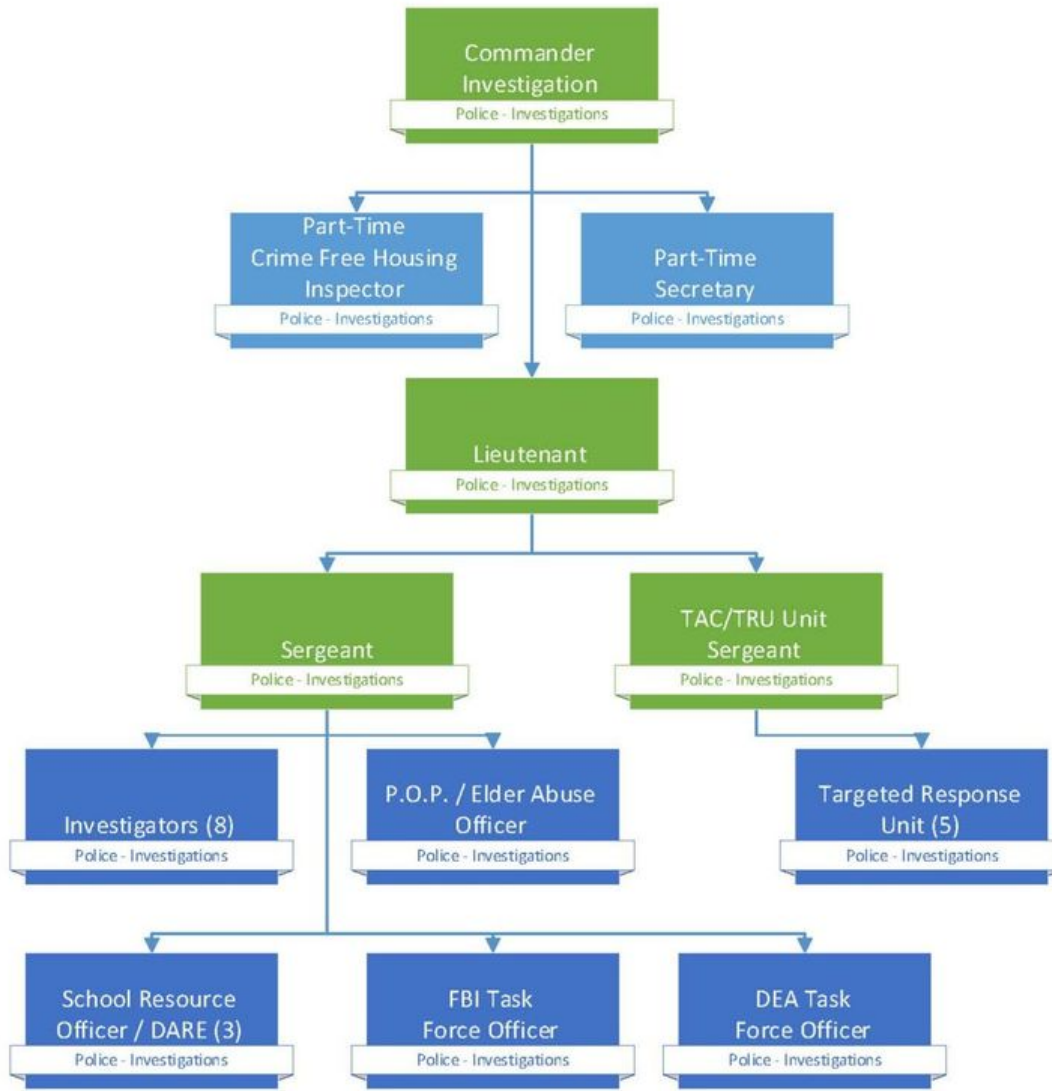 Commander
Investigation
Police - Investigations
Part-Time
Crime Free Housing
Inspector
Police - Investigations
Part-Time
Secretary
Police - Investigations
Lieutenant
Police - Investigations
Sergeant
Police - Investigations
TAC/TRU Unit
Sergeant
Police - Investigations
Investigators (8)
Police - Investigations
P.O.P. / Elder Abuse
Officer
Police - Investigations
Targeted Response
Unit (5)
Police - Investigations
School Resource
Officer / DARE (3)
Police - Investigations
FBI Task
Force Officer
Police - Investigations
DEA Task
Force Officer
Police - Investigations